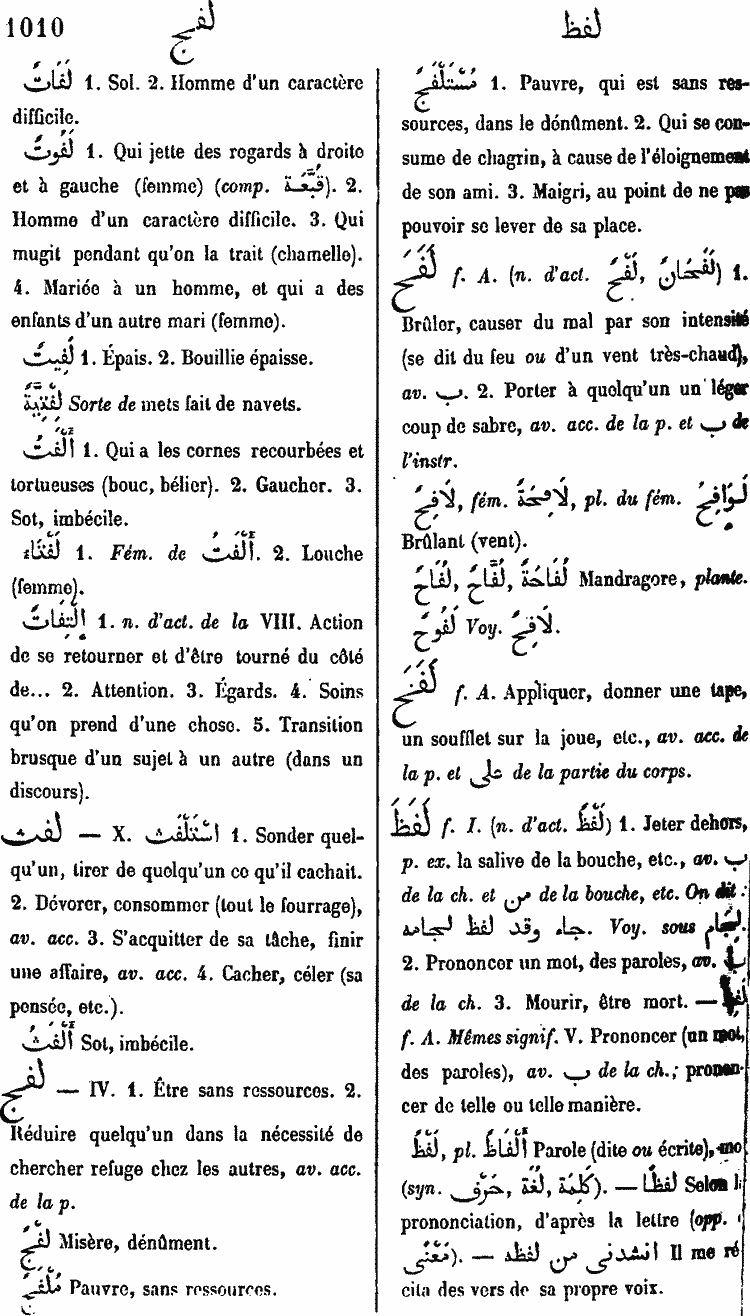 1010 لفج لفظ
لَفَاتٌ 1. Sol. 2. Homme d'un caractère
difficile.
لَفُوتٌ 1. Qui jette des regards à droite
et à gauche (femme) (comp. قُبَّعَة). 2.
Homme d'un caractère difficile. 3. Qui
mugit pendant qu'on la trait (chamelle).
4. Mariée à un homme, et qui a des
enfants d'un autre mari (femme).
لَفِيتٌ 1. Épais. 2. Bouillie épaisse.
لَفْتِيَّةٌ Sorte de mets fait de navets.
أَلْفَتُ 1. Qui a les cornes recourbées et
tortueuses (bouc, bélier). 2. Gaucher. 3.
Sot, imbécile.
لَفْتَاءُ 1. Fém. de أَلْفَتُ. 2. Louche
(femme).
إِلْتِفَاتٌ 1. n. d'act. de la VIII. Action
de se retourner et d'être tourné du côté
de... 2. Attention. 3. Égards. 4. Soins
qu'on prend d'une chose. 5. Transition
brusque d'un sujet à un autre (dans un
discours).
لفث — X. اسْتَلْفَثَ 1. Sonder quel-
qu'un, tirer de quelqu'un ce qu'il cachait.
2. Dévorer, consommer (tout le fourrage),
av. acc. 3. S'acquitter de sa tâche, finir
une affaire, av. acc. 4. Cacher, céler (sa
pensée, etc.).
أَلْفَثُ Sot, imbécile.
لفج — IV. 1. Être sans ressources. 2.
Réduire quelqu'un dans la nécessité de
chercher refuge chez les autres, av. acc.
de la p.
لَفْجٌ Misère, dénûment.
مُلْفَجٌ Pauvre, sans ressources.
مُسْتَلْفَجٌ 1. Pauvre, qui est sans res-
sources, dans le dénûment. 2. Qui se con-
sume de chagrin, à cause de l'éloignement
de son ami. 3. Maigri, au point de ne pas
pouvoir se lever de sa place.
لَفَحَ f. A. (n. d'act. لَفْحٌ, لَفْحَانٌ) 1.
Brûler, causer du mal par son intensité
(se dit du feu ou d'un vent très-chaud),
av. ب. 2. Porter à quelqu'un un léger
coup de sabre, av. acc. de la p. et ب de
l'instr.
لَافِحٌ, fém. لَافِحَةٌ, pl. du fém. لَوَافِحُ
Brûlant (vent).
لُفَاحَةٌ, لُفَّاحٌ, لُفَاحٌ Mandragore, plante.
لَفُوحٌ Voy. لَافِحٌ.
لَفَخَ f. A. Appliquer, donner une tape,
un soufflet sur la joue, etc., av. acc. de
la p. et على de la partie du corps.
لَفَظَ f. I. (n. d'act. لَفْظٌ) 1. Jeter dehors,
p. ex. la salive de la bouche, etc., av. ب
de la ch. et من de la bouche, etc. On dit :
جاء وقد لفظ لجامه. Voy. sous لجام.
2. Prononcer un mot, des paroles, av. ب
de la ch. 3. Mourir, être mort. — لفظ
f. A. Mêmes signif. V. Prononcer (un mot,
des paroles), av. ب de la ch.; pronon-
cer de telle ou telle manière.
لَفْظٌ, pl. أَلْفَاظٌ Parole (dite ou écrite), mo
(syn. كَلِمَة, لُغَة, حَرْف). — لَفْظًا Selon l
prononciation, d'après la lettre (opp.
مَعْنًى). — انشدنى من لفظه Il me ré
cita des vers de sa propre voix.